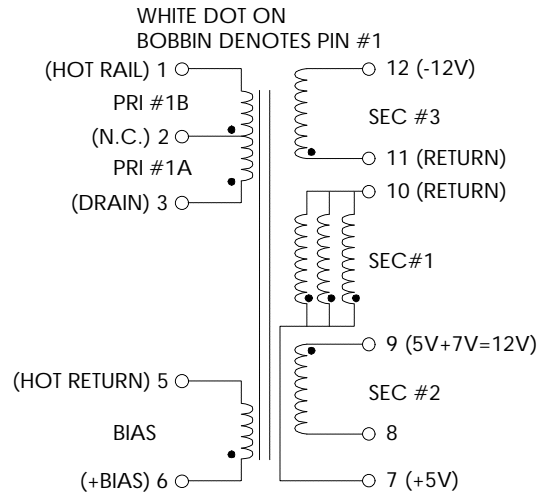 WHITE DOT ON
BOBBIN DENOTES PIN #1
(HOT RAIL) 1
PRI #1B
(N.C.) 2
PRI #1A
(DRAIN) 3
(HOT RETURN) 5
BIAS
(+BIAS) 6
12 (-12V)
SEC #3
11 (RETURN)
10 (RETURN)
SEC#1
9 (5V+7V=12V)
SEC #2
8
7 (+5V)